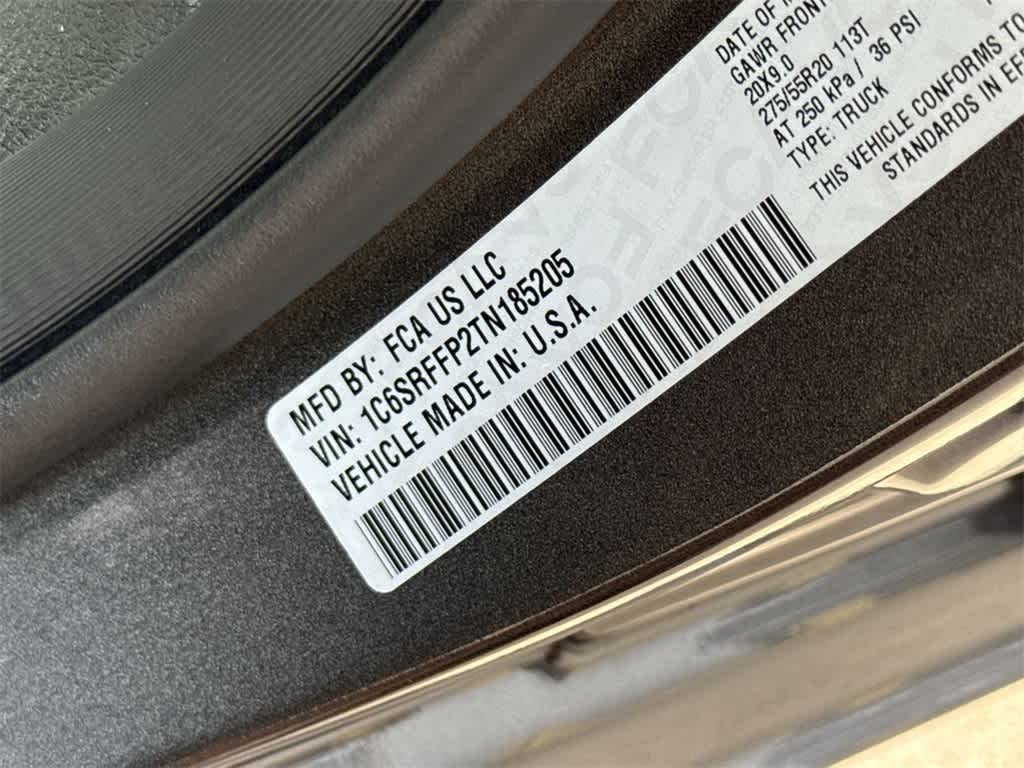 MFD BY: FCA US LLC
VIN: 1C6SRFFP2TN185205
VEHICLE MADE IN: U.S.A.
DATE OF
GAWR FRONT
20X9.0
275/55R20 113T
AT 250 kPa / 36 PSI
TYPE: TRUCK
THIS VEHICLE CONFORMS TO
STANDARDS IN